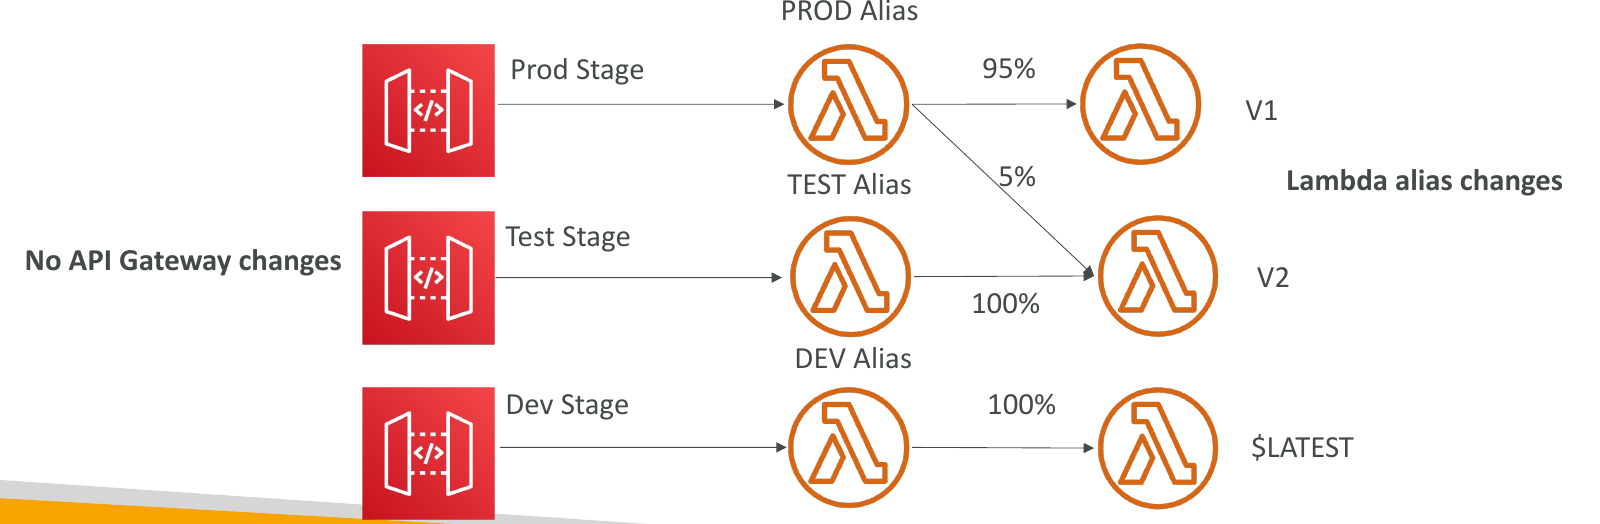 PROD Alias
Prod Stage
95%
V1
5%
TEST Alias
Lambda alias changes
Test Stage
No API Gateway changes
V2
100%
DEV Alias
Dev Stage
100%
$LATEST